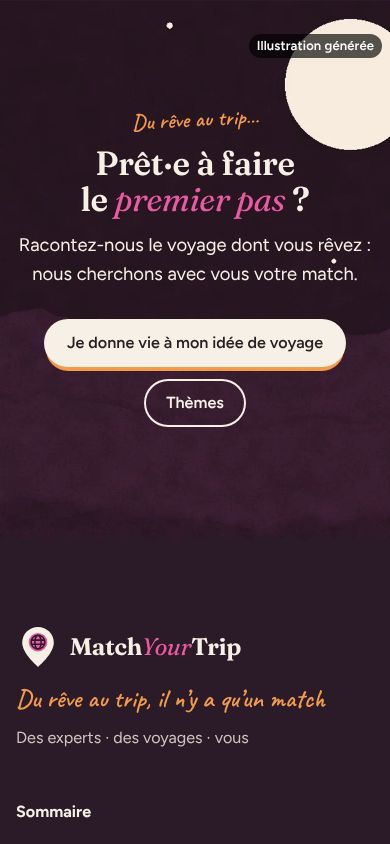 Illustration générée
Du rêve au trip...
Prêt·e à faire
le premier pas ?
Racontez-nous le voyage dont vous rêvez :
nous cherchons avec vous votre match.
Je donne vie à mon idée de voyage
Thèmes
MatchYourTrip
Du rêve au trip, il n'y a qu'un match
Des experts · des voyages · vous
Sommaire